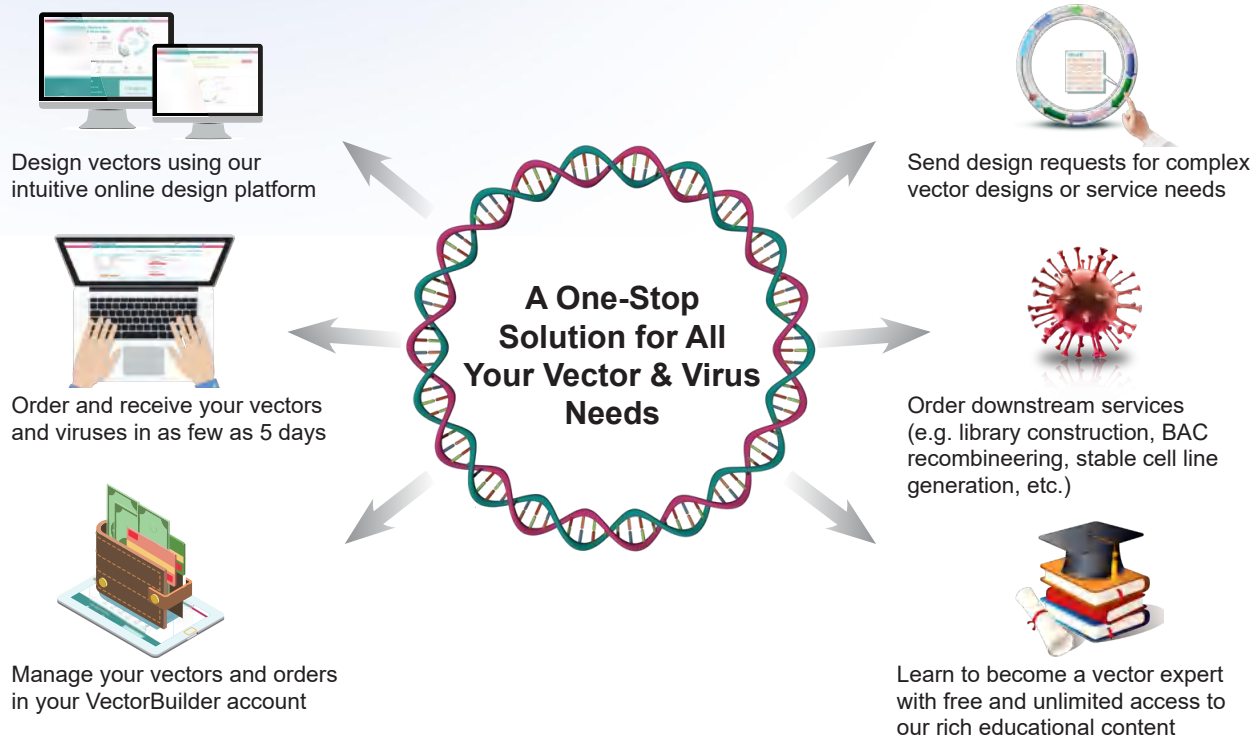 Design vectors using our
intuitive online design platform
Send design requests for complex
vector designs or service needs
A One-Stop
Solution for All
Your Vector & Virus
Needs
Order and receive your vectors
and viruses in as few as 5 days
Order downstream services
(e.g. library construction, BAC
recombineering, stable cell line
generation, etc.)
Manage your vectors and orders
in your VectorBuilder account
Learn to become a vector expert
with free and unlimited access to
our rich educational content